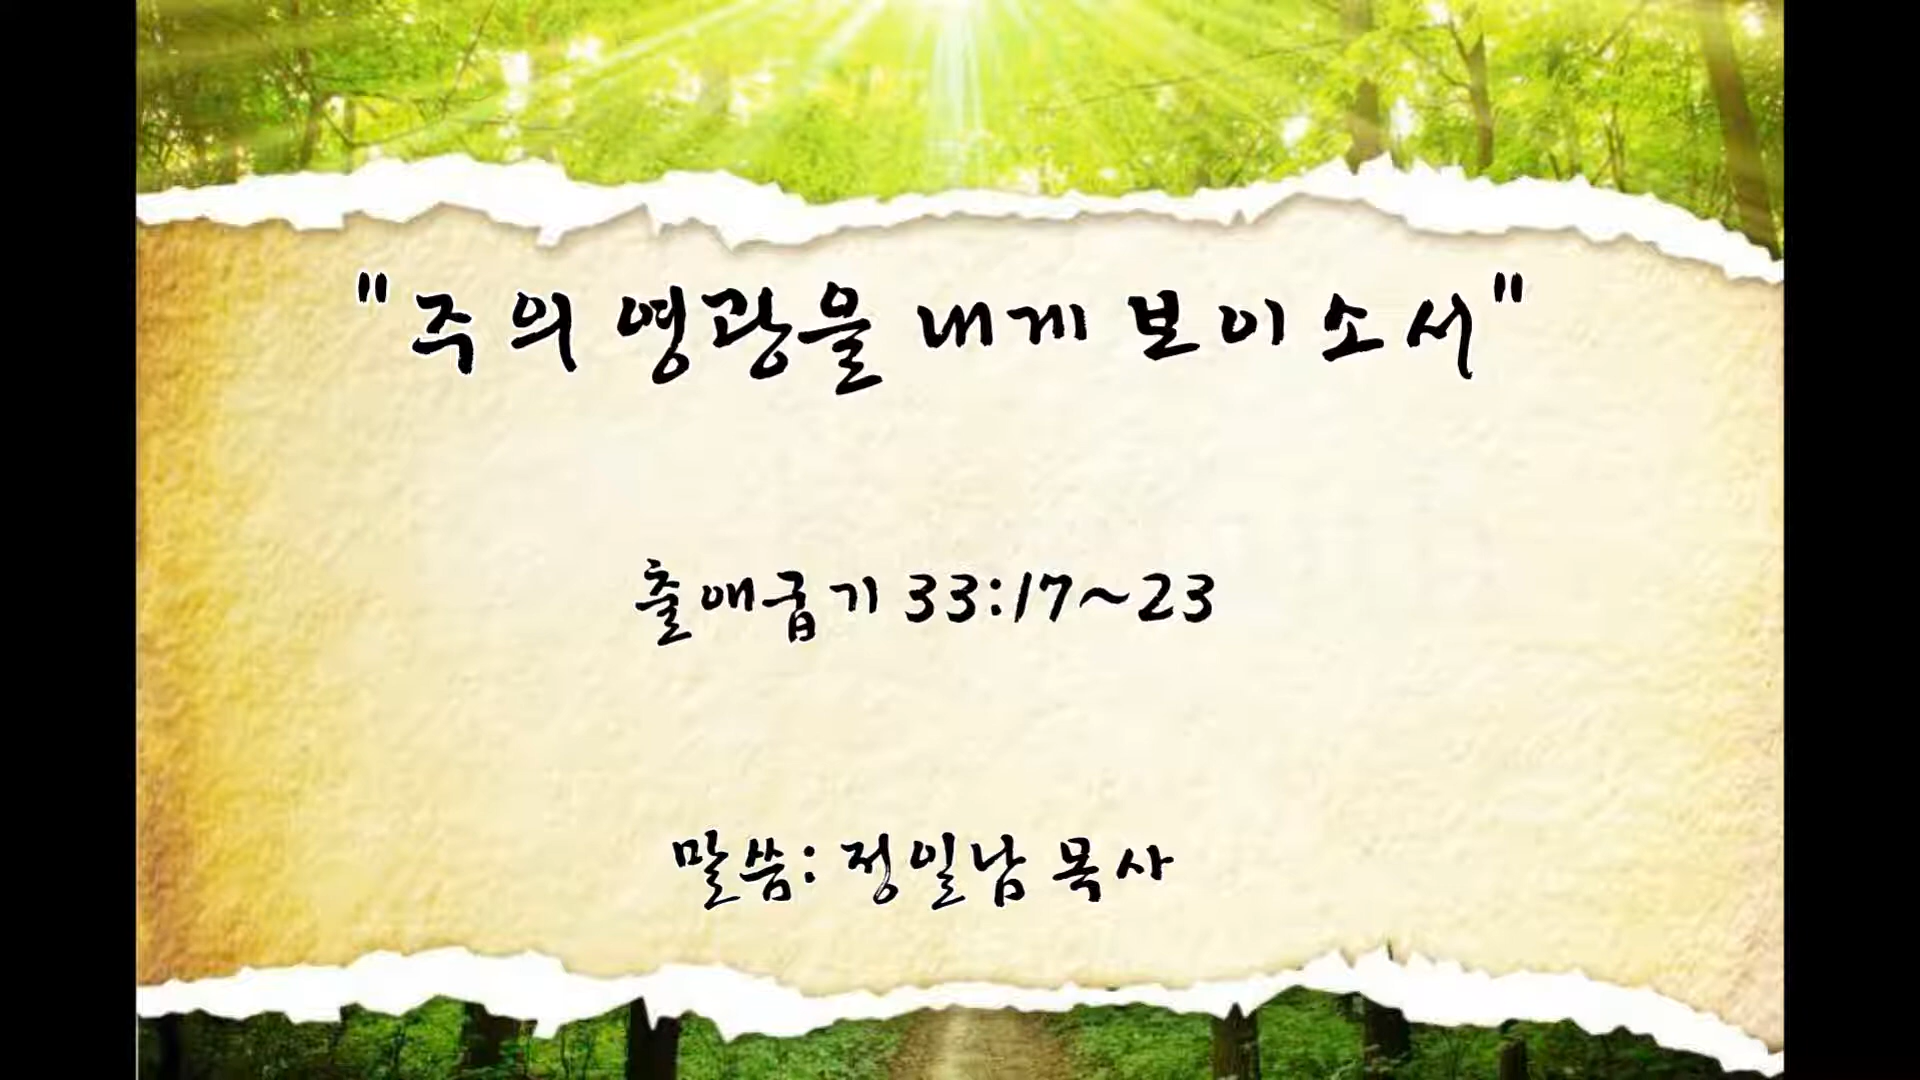 "주의 영광을 내게 보이소서"
출애굽기 33:17~23
말씀: 정일남 목사